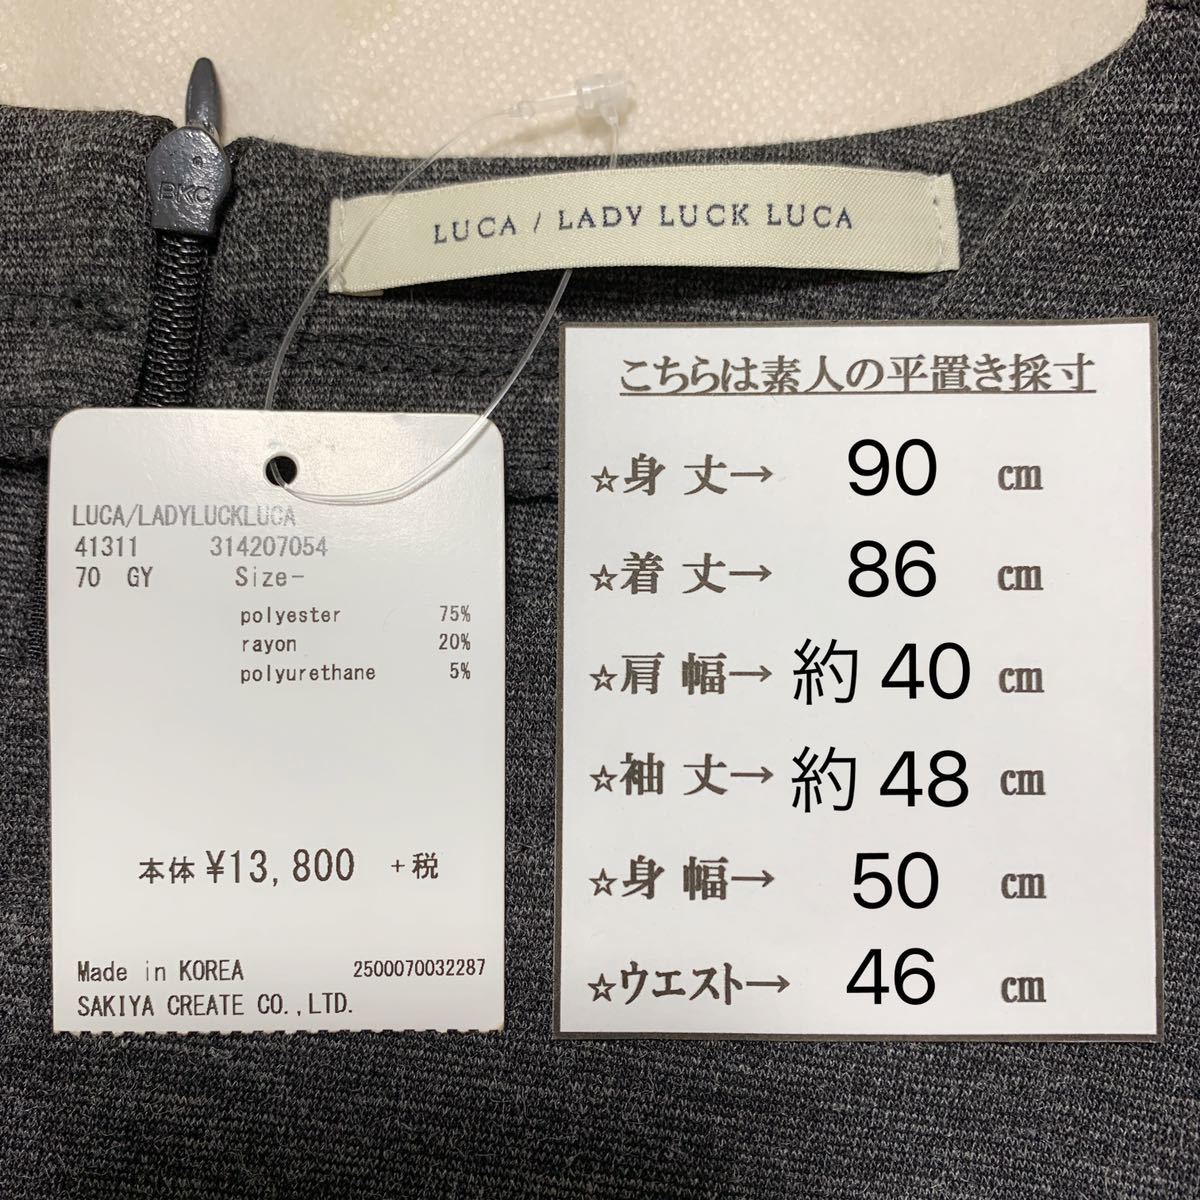 YKC
LUCA / LADY LUCK LUCA
LUCA/LADYLUCKLUCA
41311 314207054
70 GY Size-
polyester 75%
rayon 20%
polyurethane 5%
本体 ¥13,800 +税
Made in KOREA 2500070032287
SAKIYA CREATE CO.,LTD.
こちらは素人の平置き採寸
☆身 丈→ 90 ㎝
☆着 丈→ 86 ㎝
☆肩 幅→ 約 40 ㎝
☆袖 丈→ 約 48 ㎝
☆身 幅→ 50 ㎝
☆ウエスト→ 46 ㎝